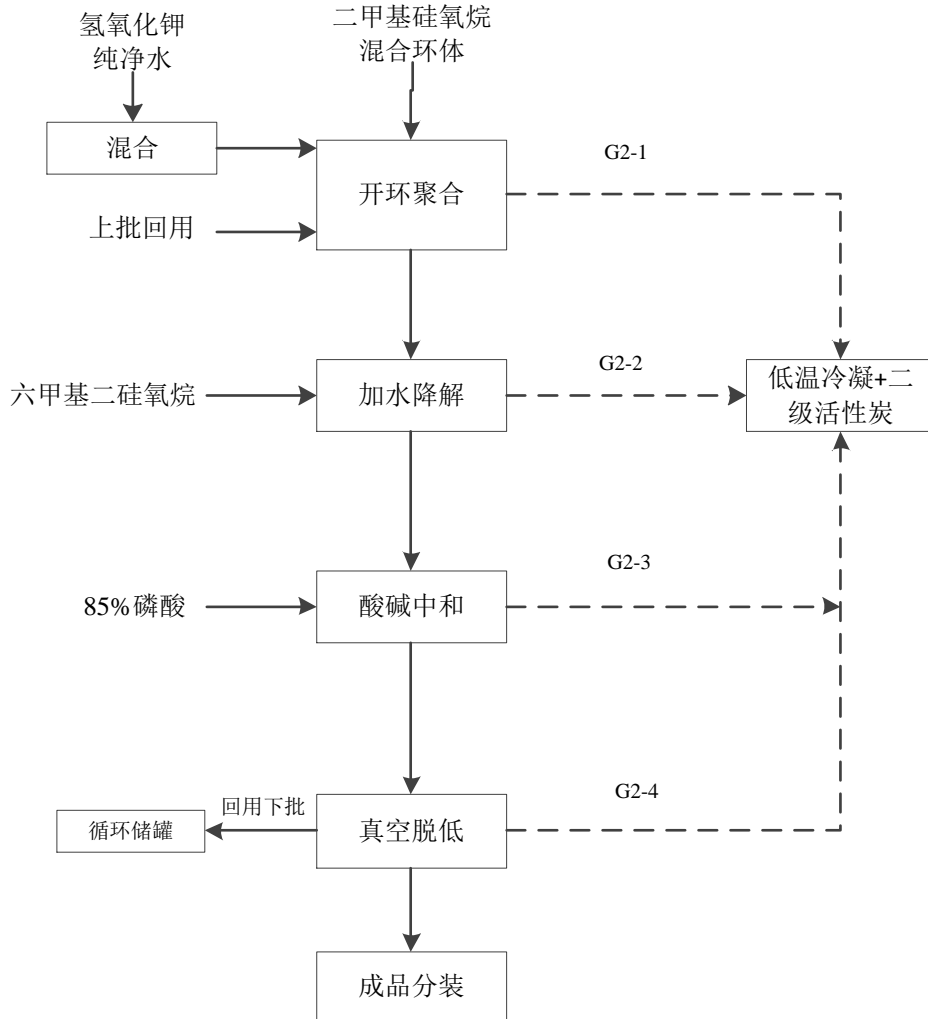 氢氧化钾
纯净水
二甲基硅氧烷
混合环体
混合
G2-1
开环聚合
上批回用
G2-2
六甲基二硅氧烷
加水降解
低温冷凝+二
级活性炭
G2-3
85%磷酸
酸碱中和
G2-4
回用下批
循环储罐
真空脱低
成品分装